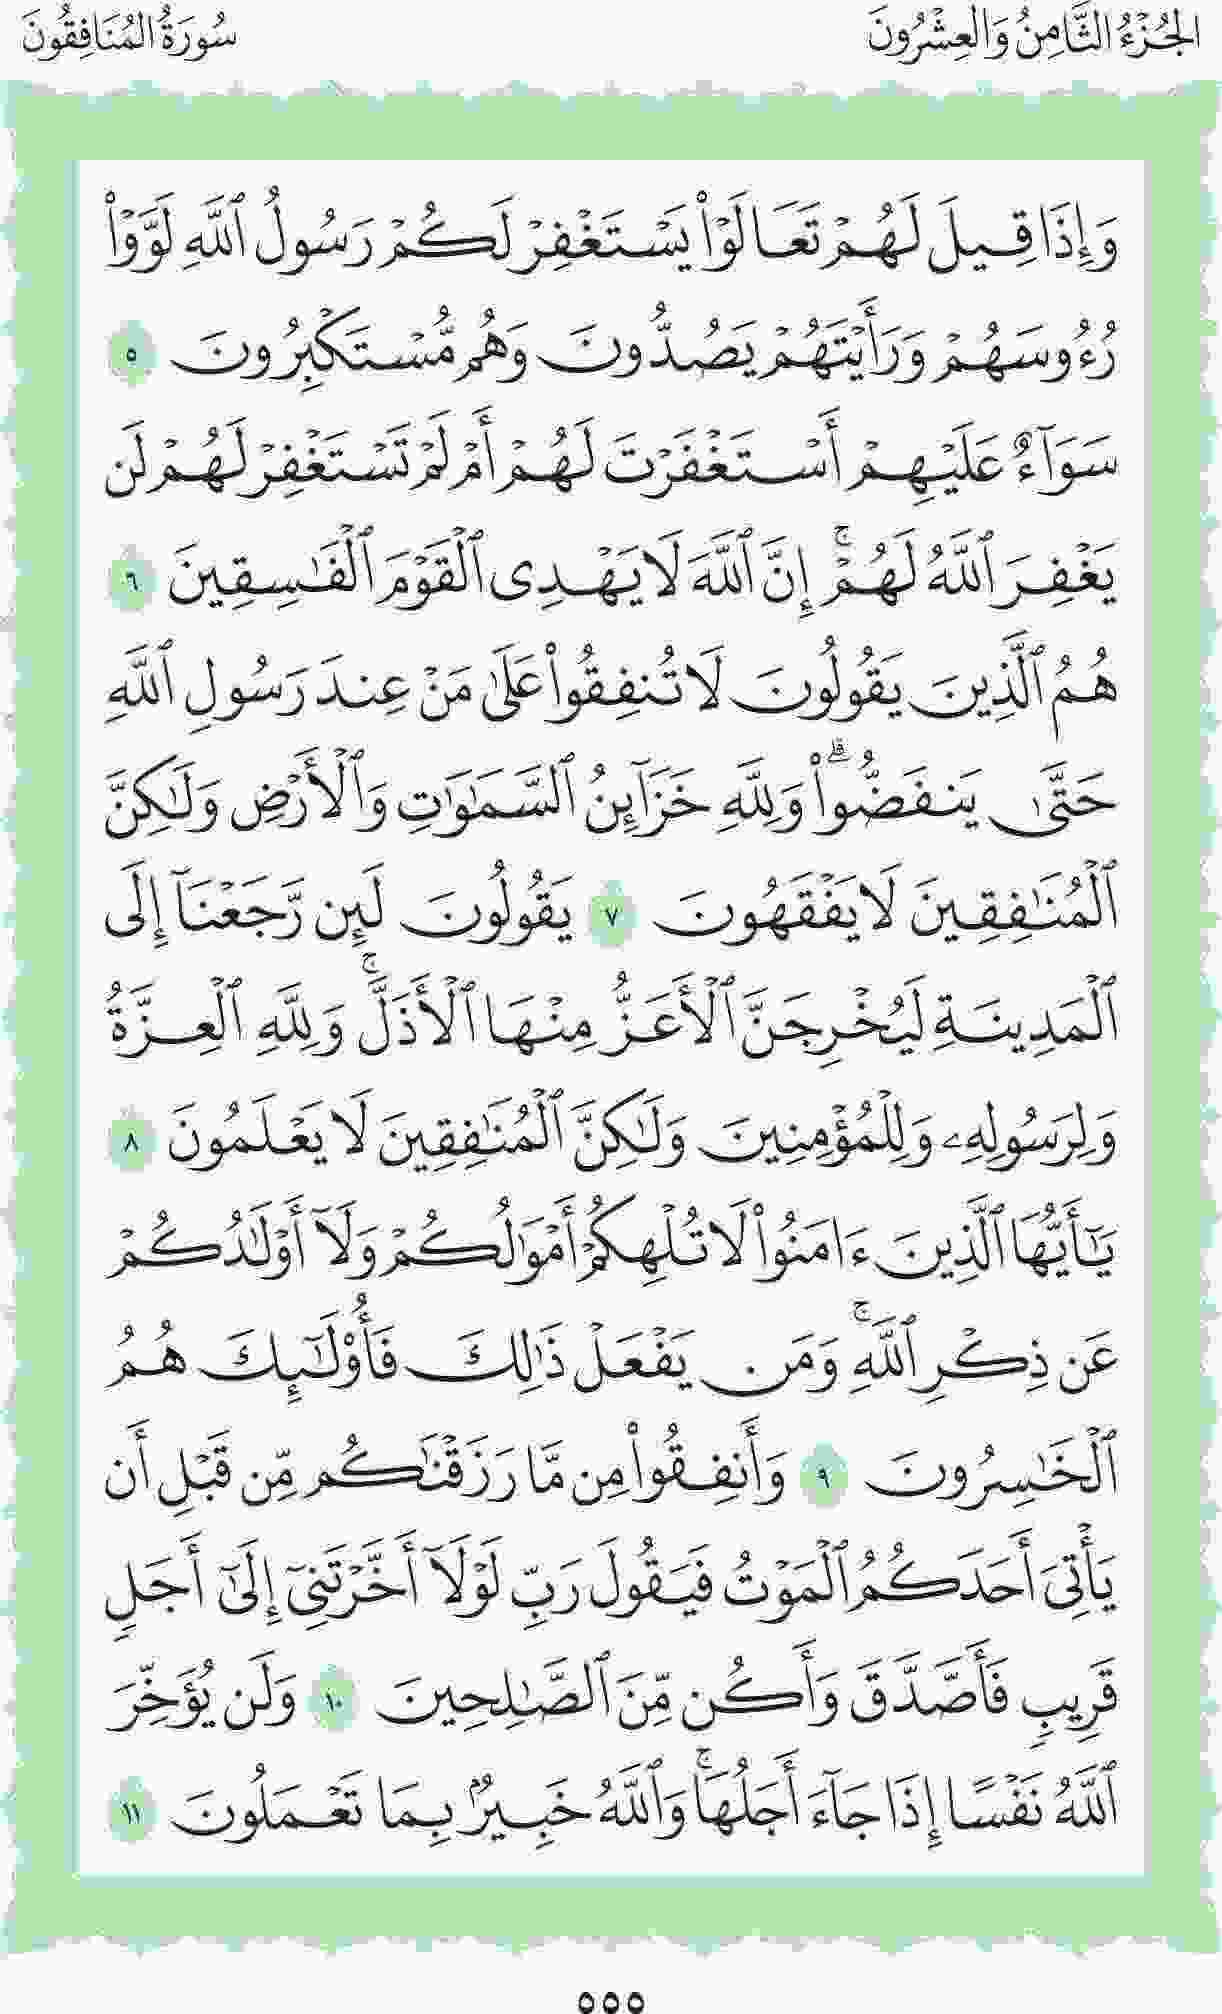 الجُزْءُ الثَّامِنُ وَالعِشْرُونَ
سُورَةُ المُنَافِقُونَ
وَإِذَا قِيلَ لَهُمْ تَعَالَوْا۟ يَسْتَغْفِرْ لَكُمْ رَسُولُ ٱللَّهِ لَوَّوْا۟
رُءُوسَهُمْ وَرَأَيْتَهُمْ يَصُدُّونَ وَهُم مُّسْتَكْبِرُونَ ٥
سَوَآءٌ عَلَيْهِمْ أَسْتَغْفَرْتَ لَهُمْ أَمْ لَمْ تَسْتَغْفِرْ لَهُمْ لَن
يَغْفِرَ ٱللَّهُ لَهُمْ ۚ إِنَّ ٱللَّهَ لَا يَهْدِى ٱلْقَوْمَ ٱلْفَـٰسِقِينَ ٦
هُمُ ٱلَّذِينَ يَقُولُونَ لَا تُنفِقُوا۟ عَلَىٰ مَنْ عِندَ رَسُولِ ٱللَّهِ
حَتَّىٰ يَنفَضُّوا۟ ۗ وَلِلَّهِ خَزَآئِنُ ٱلسَّمَـٰوَٰتِ وَٱلْأَرْضِ وَلَـٰكِنَّ
ٱلْمُنَـٰفِقِينَ لَا يَفْقَهُونَ ٧ يَقُولُونَ لَئِن رَّجَعْنَآ إِلَى
ٱلْمَدِينَةِ لَيُخْرِجَنَّ ٱلْأَعَزُّ مِنْهَا ٱلْأَذَلَّ ۚ وَلِلَّهِ ٱلْعِزَّةُ
وَلِرَسُولِهِۦ وَلِلْمُؤْمِنِينَ وَلَـٰكِنَّ ٱلْمُنَـٰفِقِينَ لَا يَعْلَمُونَ ٨
يَـٰٓأَيُّهَا ٱلَّذِينَ ءَامَنُوا۟ لَا تُلْهِكُمْ أَمْوَٰلُكُمْ وَلَآ أَوْلَـٰدُكُمْ
عَن ذِكْرِ ٱللَّهِ ۚ وَمَن يَفْعَلْ ذَٰلِكَ فَأُو۟لَـٰٓئِكَ هُمُ
ٱلْخَـٰسِرُونَ ٩ وَأَنفِقُوا۟ مِن مَّا رَزَقْنَـٰكُم مِّن قَبْلِ أَن
يَأْتِىَ أَحَدَكُمُ ٱلْمَوْتُ فَيَقُولَ رَبِّ لَوْلَآ أَخَّرْتَنِىٓ إِلَىٰٓ أَجَلٍ
قَرِيبٍ فَأَصَّدَّقَ وَأَكُن مِّنَ ٱلصَّـٰلِحِينَ ١٠ وَلَن يُؤَخِّرَ
ٱللَّهُ نَفْسًا إِذَا جَآءَ أَجَلُهَا ۚ وَٱللَّهُ خَبِيرٌۢ بِمَا تَعْمَلُونَ ١١
٥٥٥